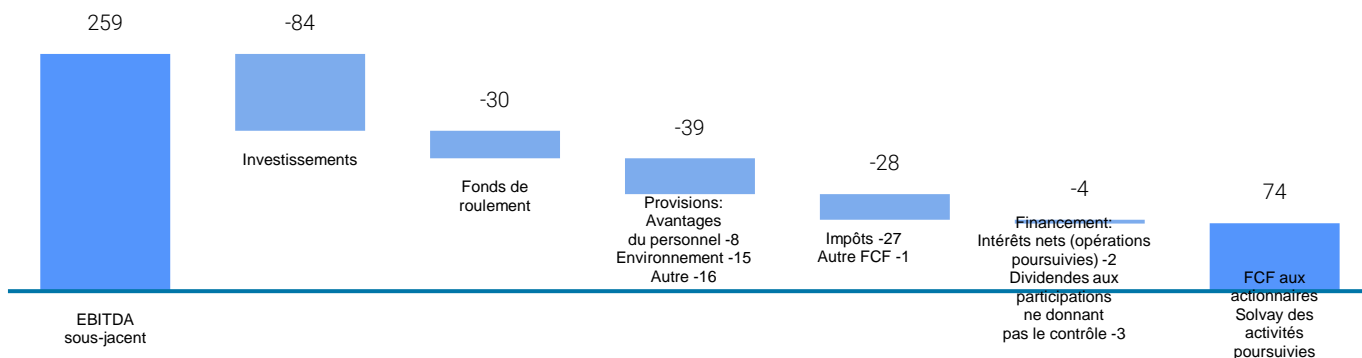 259
EBITDA
sous-jacent
-84
Investissements
-30
Fonds de
roulement
-39
Provisions:
Avantages
du personnel -8
Environnement -15
Autre -16
-28
Impôts -27
Autre FCF -1
-4
Financement:
Intérêts nets (opérations
poursuivies) -2
Dividendes aux
participations
ne donnant
pas le contrôle -3
74
FCF aux
actionnaires
Solvay des
activités
poursuivies